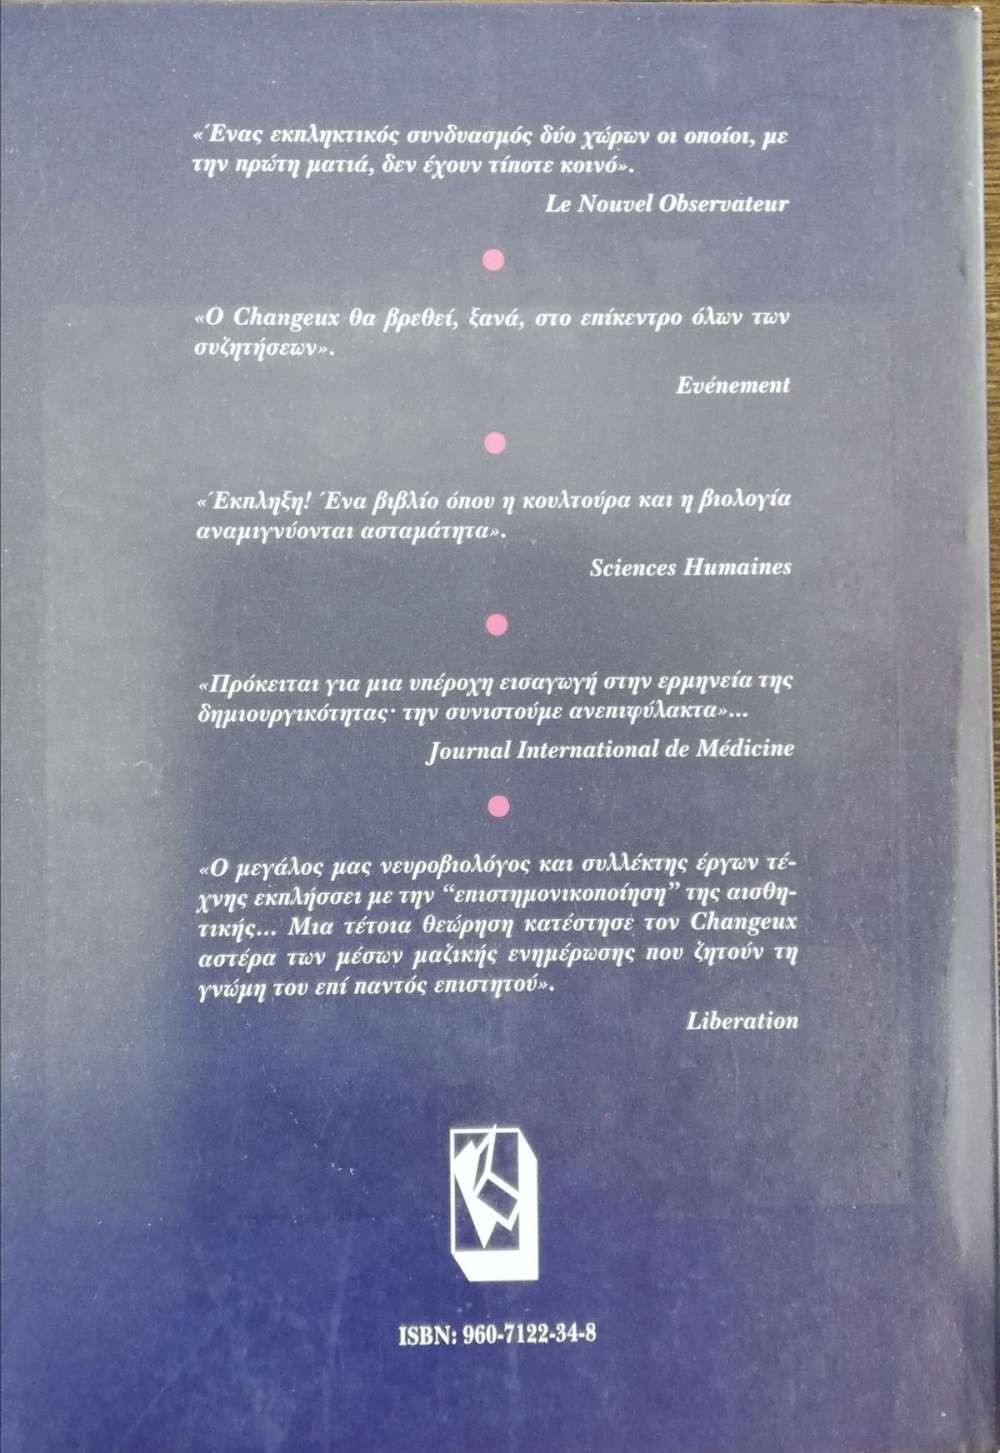 «Ένας εκπληκτικός συνδυασμός δύο χώρων οι οποίοι, με
την πρώτη ματιά, δεν έχουν τίποτε κοινό».
Le Nouvel Observateur
«Ο Changeux θα βρεθεί, ξανά, στο επίκεντρο όλων των
συζητήσεων».
Evénement
«Έκπληξη! Ένα βιβλίο όπου η κουλτούρα και η βιολογία
αναμιγνύονται ασταμάτητα».
Sciences Humaines
«Πρόκειται για μια υπέροχη εισαγωγή στην ερμηνεία της
δημιουργικότητας· την συνιστούμε ανεπιφύλακτα»...
Journal International de Médicine
«Ο μεγάλος μας νευροβιολόγος και συλλέκτης έργων τέ-
χνης εκπλήσσει με την “επιστημονικοποίηση” της αισθη-
τικής... Μια τέτοια θεώρηση κατέστησε τον Changeux
αστέρα των μέσων μαζικής ενημέρωσης που ζητούν τη
γνώμη του επί παντός επιστητού».
Liberation
ISBN: 960-7122-34-8